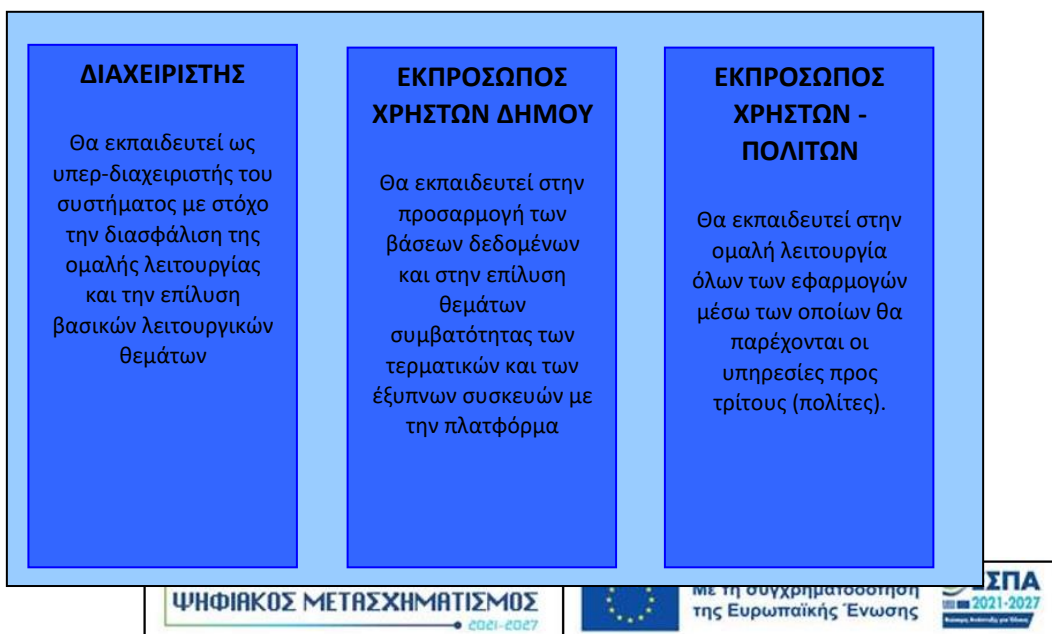 ΔΙΑΧΕΙΡΙΣΤΗΣ
Θα εκπαιδευτεί ως
υπερ-διαχειριστής του
συστήματος με στόχο
την διασφάλιση της
ομαλής λειτουργίας
και την επίλυση
βασικών λειτουργικών
θεμάτων
ΕΚΠΡΟΣΩΠΟΣ
ΧΡΗΣΤΩΝ ΔΗΜΟΥ
Θα εκπαιδευτεί στην
προσαρμογή των
βάσεων δεδομένων
και στην επίλυση
θεμάτων
συμβατότητας των
τερματικών και των
έξυπνων συσκευών με
την πλατφόρμα
ΕΚΠΡΟΣΩΠΟΣ
ΧΡΗΣΤΩΝ -
ΠΟΛΙΤΩΝ
Θα εκπαιδευτεί στην
ομαλή λειτουργία
όλων των εφαρμογών
μέσω των οποίων θα
παρέχονται οι
υπηρεσίες προς
τρίτους (πολίτες).
ΨΗΦΙΑΚΟΣ ΜΕΤΑΣΧΗΜΑΤΙΣΜΟΣ
2021-2027
Με τη συγχρηματοδότηση
της Ευρωπαϊκής Ένωσης
ΕΣΠΑ
2021-2027